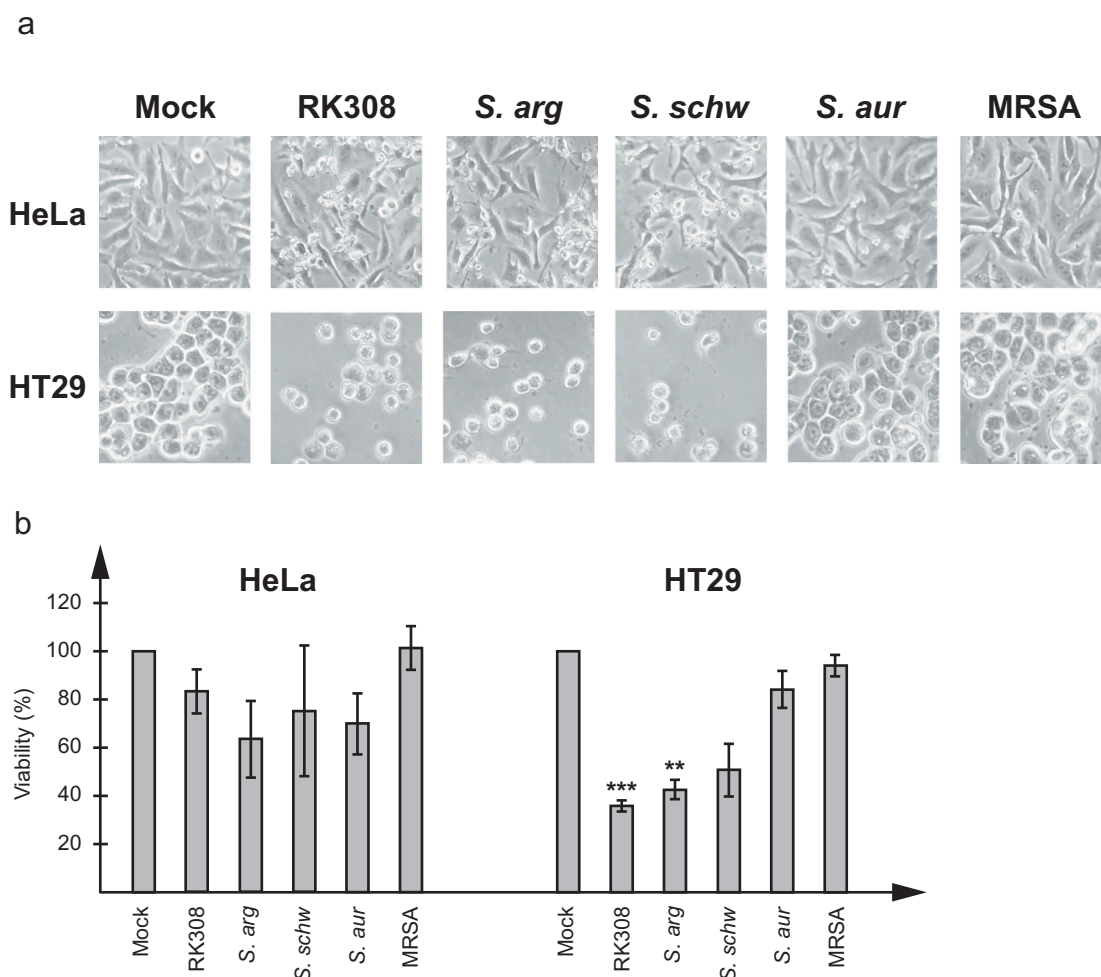 a
Mock RK308 S. arg S. schw S. aur MRSA
HeLa
HT29
b
HeLa HT29
Viability (%)
120
100
80
60
40
20
*** **
Mock RK308 S. arg S. schw S. aur MRSA Mock RK308 S. arg S. schw S. aur MRSA